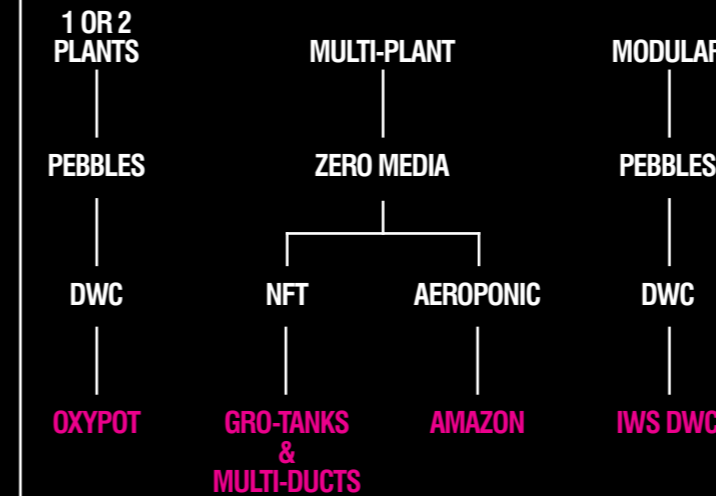 1 OR 2
PLANTS
MULTI-PLANT
MODULAR
PEBBLES
ZERO MEDIA
PEBBLES
DWC
NFT
AEROPONIC
DWC
OXYPOT
GRO-TANKS
&
MULTI-DUCTS
AMAZON
IWS DWC